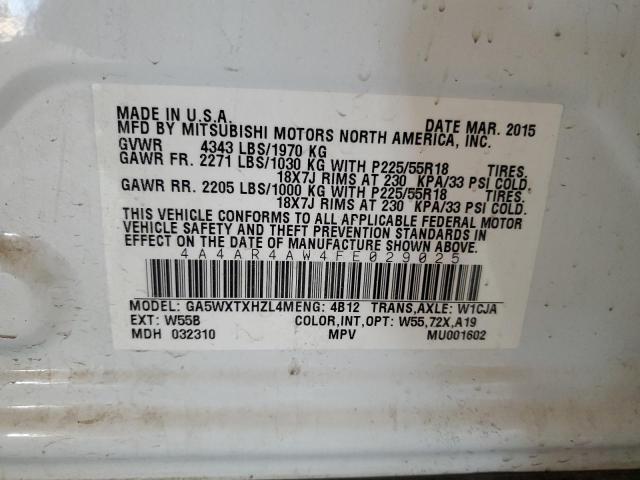 MADE IN U.S.A. DATE MAR. 2015
MFD BY MITSUBISHI MOTORS NORTH AMERICA, INC.
GVWR 4343 LBS/1970 KG
GAWR FR. 2271 LBS/1030 KG WITH P225/55R18 TIRES.
18X7J RIMS AT 230 KPA/33 PSI COLD.
GAWR RR. 2205 LBS/1000 KG WITH P225/55R18 TIRES.
18X7J RIMS AT 230 KPA/33 PSI COLD.
THIS VEHICLE CONFORMS TO ALL APPLICABLE FEDERAL MOTOR
VEHICLE SAFETY AND THEFT PREVENTION STANDARDS IN
EFFECT ON THE DATE OF MANUFACTURE SHOWN ABOVE.
4A4AR4AW4FE029025
MODEL: GA5WXTXHZL4MENG: 4B12 TRANS,AXLE: W1CJA
EXT: W55B COLOR,INT,OPT: W55,72X,A19
MDH 032310 MPV MU001602